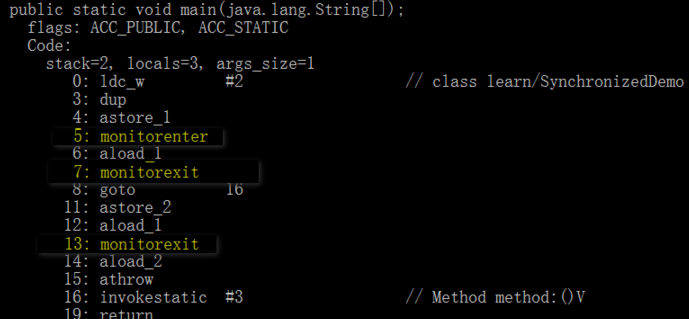 public static void main(java.lang.String[]);
flags: ACC_PUBLIC, ACC_STATIC
Code:
stack=2, locals=3, args_size=1
0: ldc_w #2 // class learn/SynchronizedDemo
3: dup
4: astore_1
5: monitorenter
6: aload_1
7: monitorexit
8: goto 16
11: astore_2
12: aload_1
13: monitorexit
14: aload_2
15: athrow
16: invokestatic #3 // Method method:()V
19: return